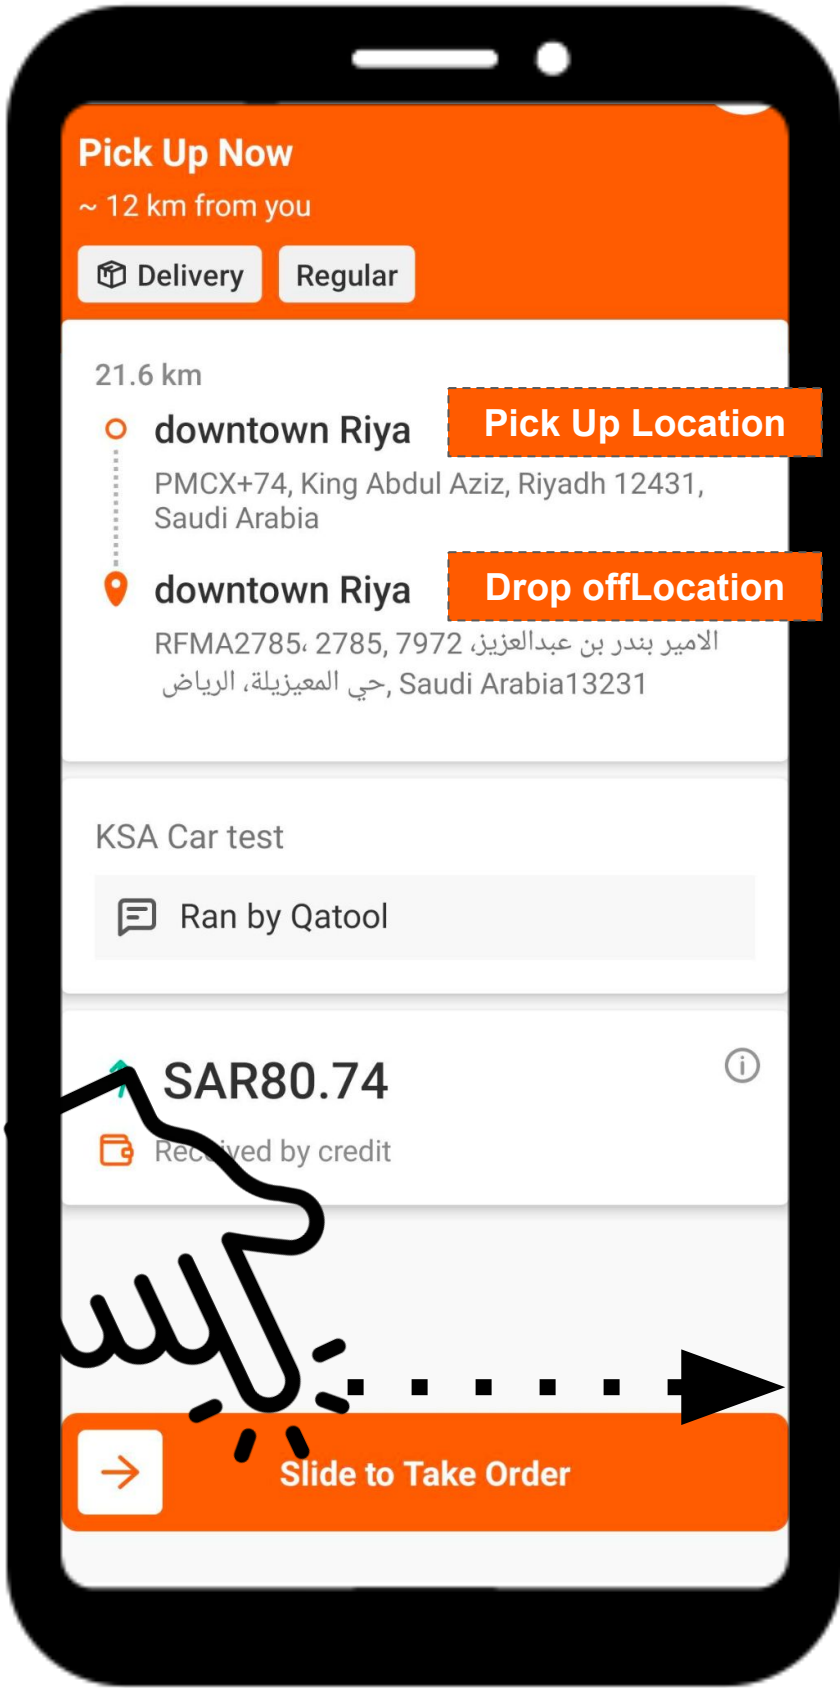 Pick Up Now
~ 12 km from you
Delivery
Regular
21.6 km
downtown Riya
Pick Up Location
PMCX+74, King Abdul Aziz, Riyadh 12431,
Saudi Arabia
downtown Riya
Drop offLocation
RFMA2785، 2785, 7972 الامير بندر بن عبدالعزيز،
حي المعيزيلة، الرياض, Saudi Arabia13231
KSA Car test
Ran by Qatool
SAR80.74
Received by credit
Slide to Take Order